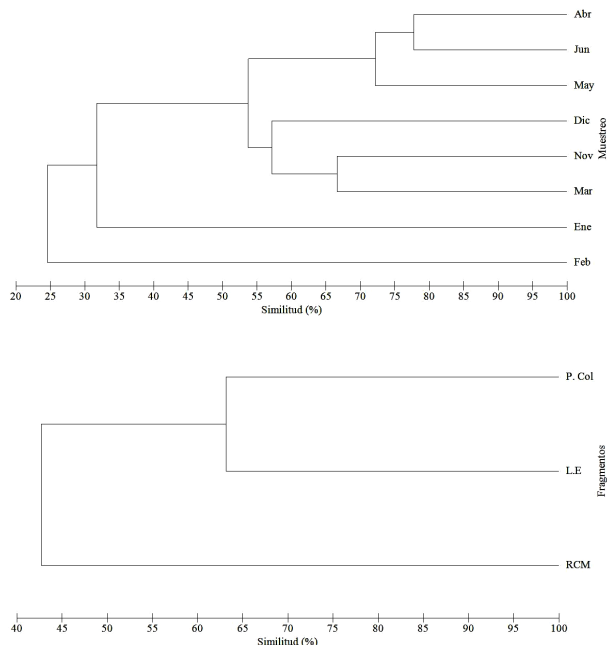 Abr
Jun
May
Dic
Nov
Mar
Ene
Feb
Muestreo
20 25 30 35 40 45 50 55 60 65 70 75 80 85 90 95 100
Similitud (%)
P. Col
L.E
RCM
Fragmentos
40 45 50 55 60 65 70 75 80 85 90 95 100
Similitud (%)